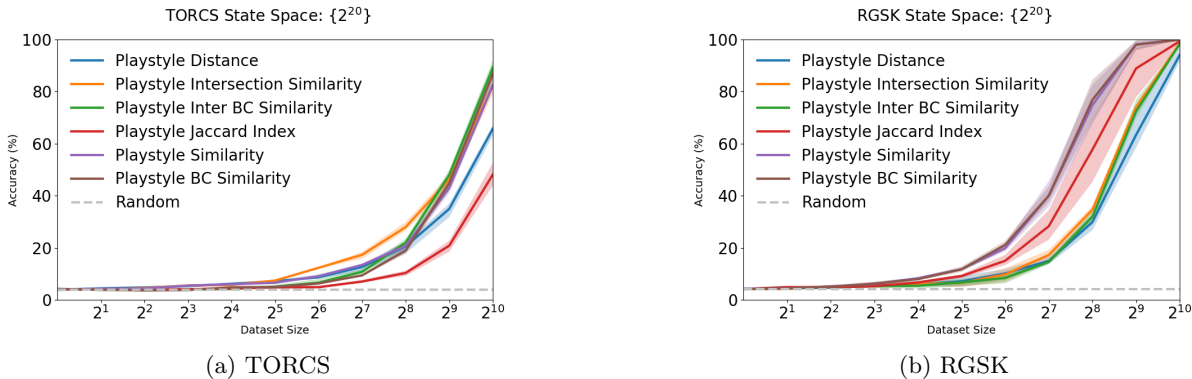 TORCS State Space: {2^20}
100
80
60
40
20
0
Accuracy (%)
Playstyle Distance
Playstyle Intersection Similarity
Playstyle Inter BC Similarity
Playstyle Jaccard Index
Playstyle Similarity
Playstyle BC Similarity
Random
2^1 2^2 2^3 2^4 2^5 2^6 2^7 2^8 2^9 2^10
Dataset Size
(a) TORCS
RGSK State Space: {2^20}
100
80
60
40
20
0
Accuracy (%)
Playstyle Distance
Playstyle Intersection Similarity
Playstyle Inter BC Similarity
Playstyle Jaccard Index
Playstyle Similarity
Playstyle BC Similarity
Random
2^1 2^2 2^3 2^4 2^5 2^6 2^7 2^8 2^9 2^10
Dataset Size
(b) RGSK